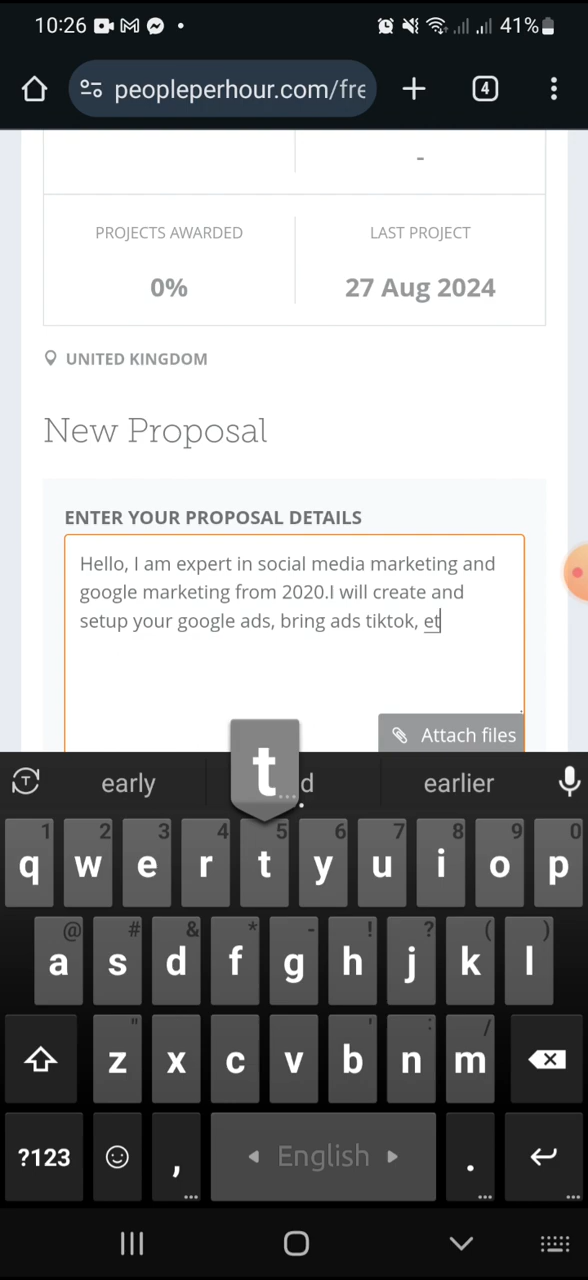 10:26 41%
peopleperhour.com/fre 4
-
PROJECTS AWARDED LAST PROJECT
0% 27 Aug 2024
UNITED KINGDOM
New Proposal
ENTER YOUR PROPOSAL DETAILS
Hello, I am expert in social media marketing and
google marketing from 2020.I will create and
setup your google ads, bring ads tiktok, et
Attach files
early t d earlier
1 2 3 4 5 6 7 8 9 0
q w e r t y u i o p
@ # & * - ! ? ( )
a s d f g h j k l
" ' : /
z x c v b n m
?123 , English .